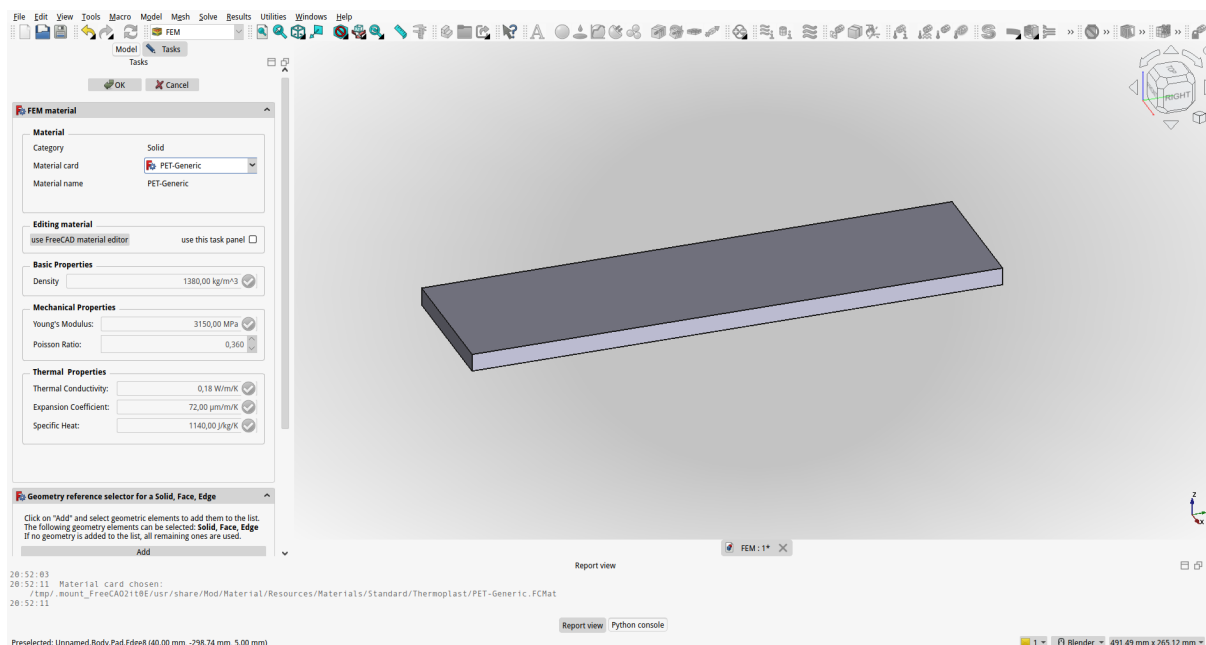 File Edit View Tools Macro Model Mesh Solve Results Utilities Windows Help
FEM
Model Tasks
Tasks
OK Cancel
FEM material
Material
Category Solid
Material card PET-Generic
Material name PET-Generic
Editing material
use FreeCAD material editor use this task panel
Basic Properties
Density 1380,00 kg/m^3
Mechanical Properties
Young's Modulus: 3150,00 MPa
Poisson Ratio: 0,360
Thermal Properties
Thermal Conductivity: 0,18 W/m/K
Expansion Coefficient: 72,00 µm/m/K
Specific Heat: 1140,00 J/kg/K
Geometry reference selector for a Solid, Face, Edge
Click on "Add" and select geometric elements to add them to the list.
The following geometry elements can be selected: Solid, Face, Edge
If no geometry is added to the list, all remaining ones are used.
Add
RIGHT
Z
X
FEM : 1*
Report view
20:52:03
20:52:11 Material card chosen:
/tmp/.mount_FreeCAO2it0E/usr/share/Mod/Material/Resources/Materials/Standard/Thermoplast/PET-Generic.FCMat
20:52:11
Report view Python console
Preselected: Unnamed.Body.Pad.Edge8 (40.00 mm, -298.74 mm, 5.00 mm)
1 Blender 491.49 mm x 265.12 mm